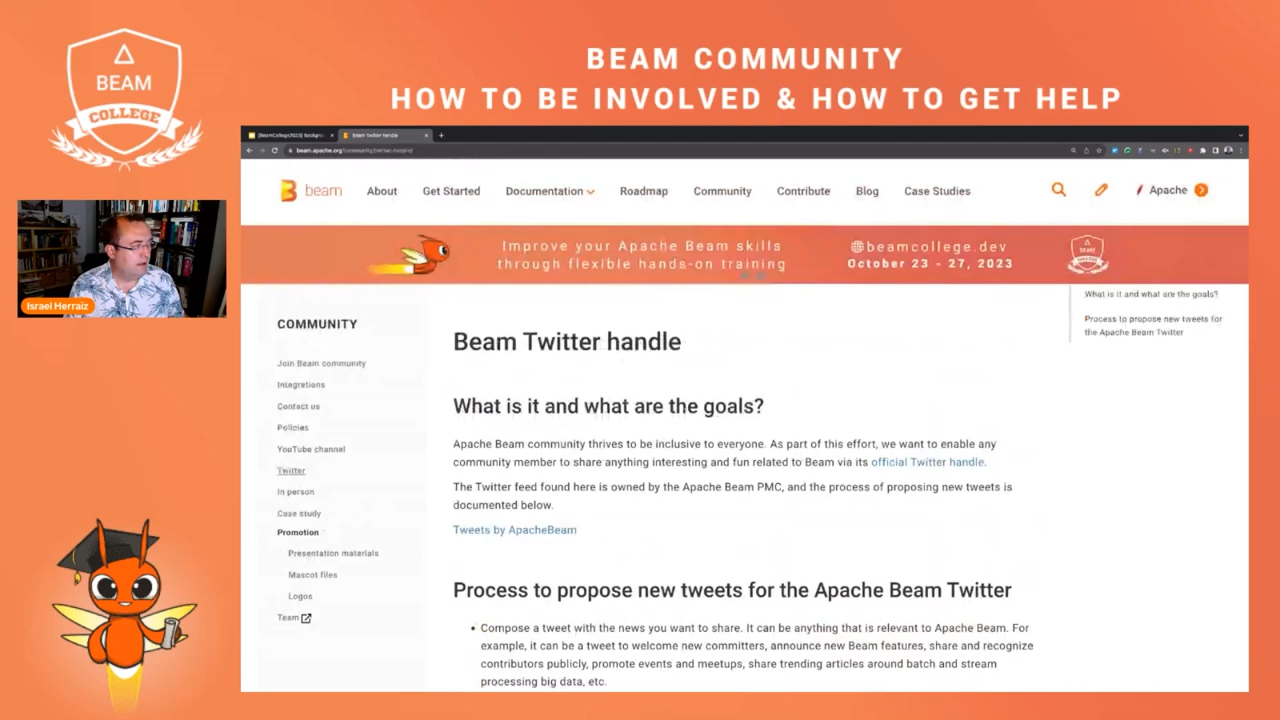 BEAM
COLLEGE
BEAM COMMUNITY
HOW TO BE INVOLVED & HOW TO GET HELP
Israel Herraiz
Beam Twitter handle
beam
About
Get Started
Documentation
Roadmap
Community
Contribute
Blog
Case Studies
Apache
Improve your Apache Beam skills
through flexible hands-on training
beamcollege.dev
October 23 - 27, 2023
COMMUNITY
Join Beam community
Integrations
Contact us
Policies
YouTube channel
Twitter
In person
Case study
Promotion
Presentation materials
Mascot files
Logos
Team
Beam Twitter handle
What is it and what are the goals?
Apache Beam community thrives to be inclusive to everyone. As part of this effort, we want to enable any
community member to share anything interesting and fun related to Beam via its official Twitter handle.
The Twitter feed found here is owned by the Apache Beam PMC, and the process of proposing new tweets is
documented below.
Tweets by ApacheBeam
Process to propose new tweets for the Apache Beam Twitter
• Compose a tweet with the news you want to share. It can be anything that is relevant to Apache Beam. For
example, it can be a tweet to welcome new committers, announce new Beam features, share and recognize
contributors publicly, promote events and meetups, share trending articles around batch and stream
processing big data, etc.
What is it and what are the goals?
Process to propose new tweets for
the Apache Beam Twitter